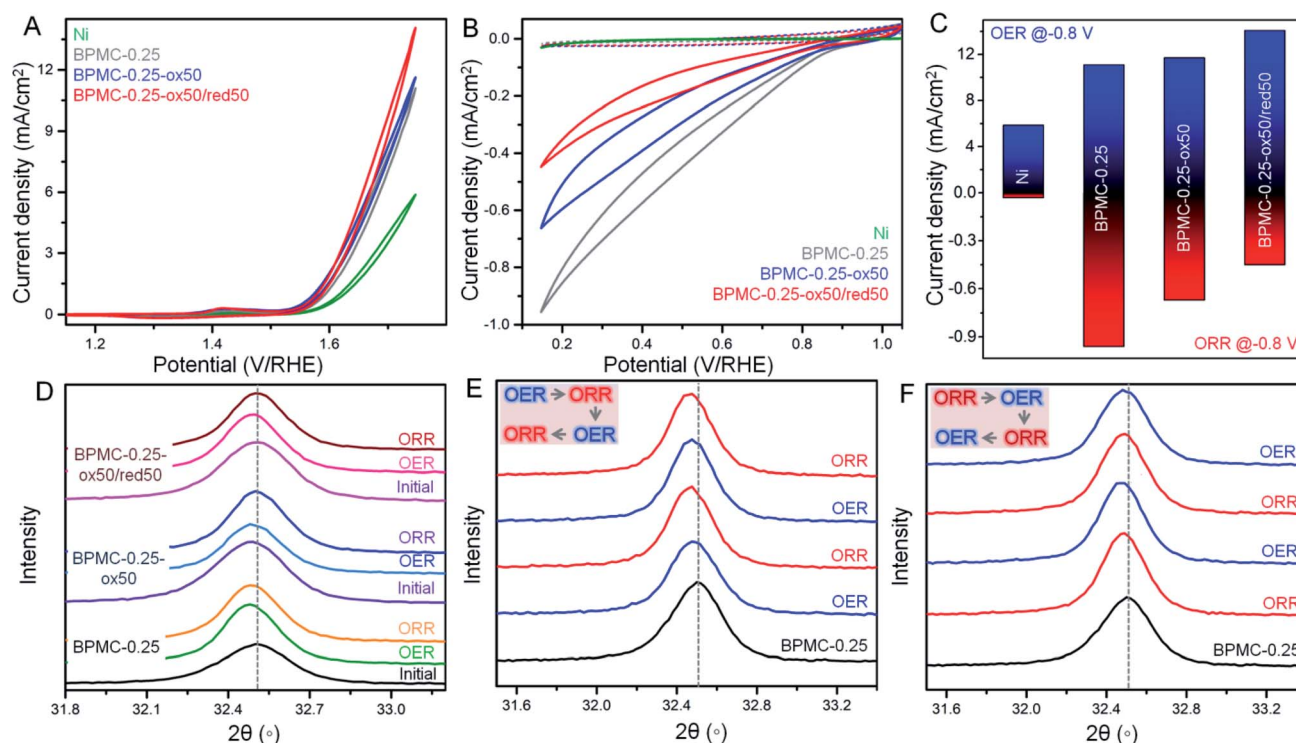 A
Ni
BPMC-0.25
BPMC-0.25-ox50
BPMC-0.25-ox50/red50
12
9
6
3
0
1.2
1.4
1.6
Current density (mA/cm²)
Potential (V/RHE)
B
0.0
-0.2
-0.4
-0.6
-0.8
-1.0
Ni
BPMC-0.25
BPMC-0.25-ox50
BPMC-0.25-ox50/red50
0.2
0.4
0.6
0.8
1.0
Current density (mA/cm²)
Potential (V/RHE)
C
OER @-0.8 V
12
8
4
0.0
-0.3
-0.6
-0.9
Current density (mA/cm²)
Ni
BPMC-0.25
BPMC-0.25-ox50
BPMC-0.25-ox50/red50
ORR @-0.8 V
D
ORR
BPMC-0.25-
ox50/red50
OER
Initial
ORR
BPMC-0.25-
ox50
OER
Initial
ORR
BPMC-0.25
OER
Initial
31.8
32.1
32.4
32.7
33.0
Intensity
2θ (○)
E
OER → ORR
ORR ← OER
ORR
OER
ORR
OER
BPMC-0.25
31.6
32.0
32.4
32.8
33.2
Intensity
2θ (○)
F
ORR → OER
OER ← ORR
OER
ORR
OER
ORR
BPMC-0.25
31.6
32.0
32.4
32.8
33.2
Intensity
2θ (○)